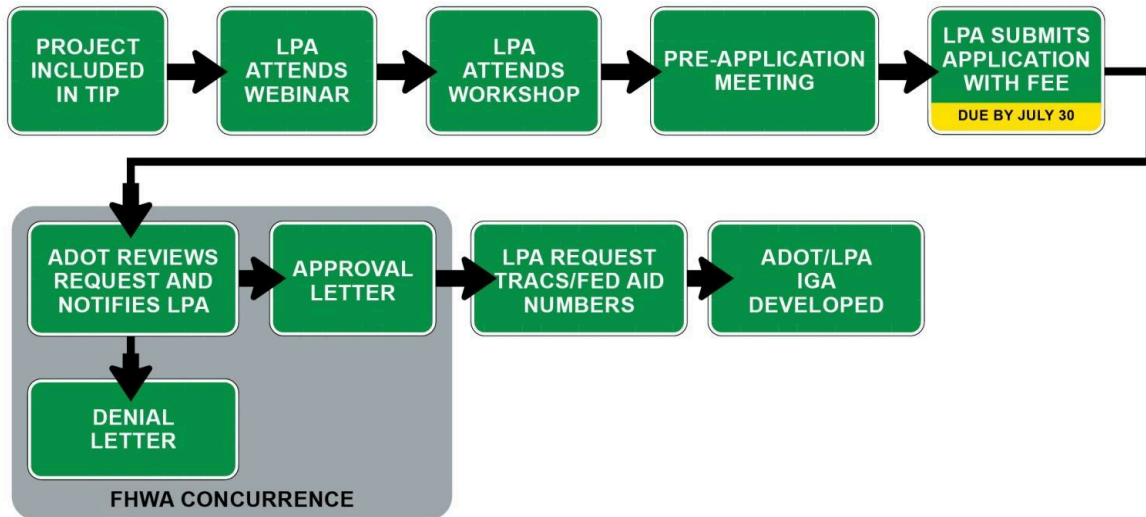 PROJECT
INCLUDED
IN TIP
LPA
ATTENDS
WEBINAR
LPA
ATTENDS
WORKSHOP
PRE-APPLICATION
MEETING
LPA SUBMITS
APPLICATION
WITH FEE
DUE BY JULY 30
ADOT REVIEWS
REQUEST AND
NOTIFIES LPA
APPROVAL
LETTER
LPA REQUEST
TRACS/FED AID
NUMBERS
ADOT/LPA
IGA
DEVELOPED
DENIAL
LETTER
FHWA CONCURRENCE